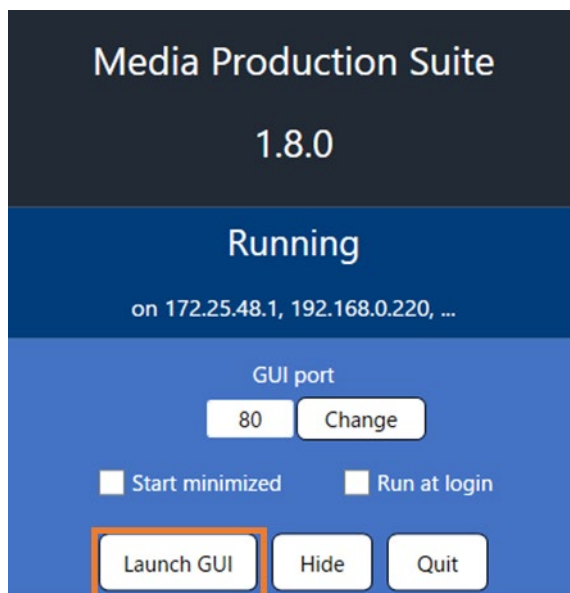 Media Production Suite
1.8.0
Running
on 172.25.48.1, 192.168.0.220, ...
GUI port
80 Change
Start minimized Run at login
Launch GUI Hide Quit